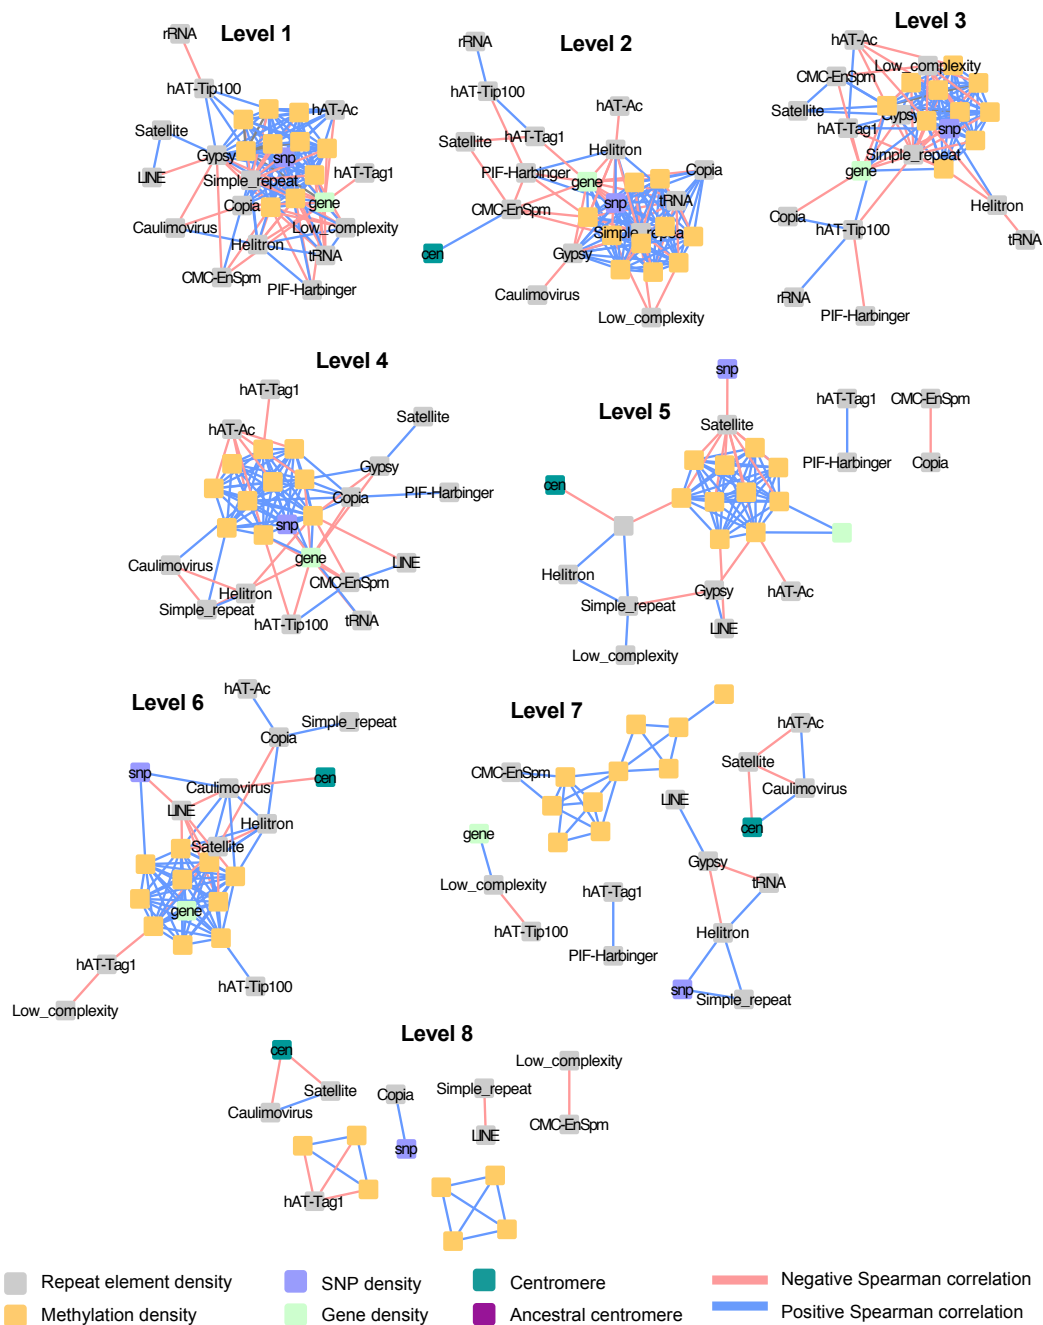 Level 1
rRNA
hAT-Tip100
hAT-Ac
Satellite
Gypsy
snp
LINE
Simple_repeat
hAT-Tag1
Copia
gene
Caulimovirus
Low_complexity
Helitron
tRNA
CMC-EnSpm
PIF-Harbinger
Level 2
rRNA
hAT-Tip100
hAT-Ac
hAT-Tag1
Satellite
Helitron
PIF-Harbinger
gene
Copia
snp
tRNA
CMC-EnSpm
Simple_repea
cen
Gypsy
Caulimovirus
Low_complexity
Level 3
hAT-Ac
Low_complexity
CMC-EnSpm
Satellite
Gypsy
hAT-Tag1
snp
Simple_repeat
gene
Copia
Helitron
hAT-Tip100
tRNA
rRNA
PIF-Harbinger
Level 4
hAT-Tag1
Satellite
hAT-Ac
Gypsy
Copia
PIF-Harbinger
snp
gene
Caulimovirus
LINE
CMC-EnSpm
Helitron
Simple_repeat
hAT-Tip100
tRNA
Level 5
snp
hAT-Tag1
CMC-EnSpm
Satellite
PIF-Harbinger
Copia
cen
Helitron
Gypsy
hAT-Ac
Simple_repeat
LINE
Low_complexity
Level 6
hAT-Ac
Simple_repeat
Copia
snp
cen
Caulimovirus
LINE
Helitron
Satellite
gene
hAT-Tag1
hAT-Tip100
Low_complexity
Level 7
hAT-Ac
CMC-EnSpm
Satellite
LINE
Caulimovirus
gene
cen
Gypsy
Low_complexity
hAT-Tag1
tRNA
hAT-Tip100
Helitron
PIF-Harbinger
snp
Simple_repeat
Level 8
cen
Low_complexity
Satellite
Copia
Simple_repeat
Caulimovirus
CMC-EnSpm
LINE
snp
hAT-Tag1
Repeat element density
SNP density
Centromere
Negative Spearman correlation
Methylation density
Gene density
Ancestral centromere
Positive Spearman correlation